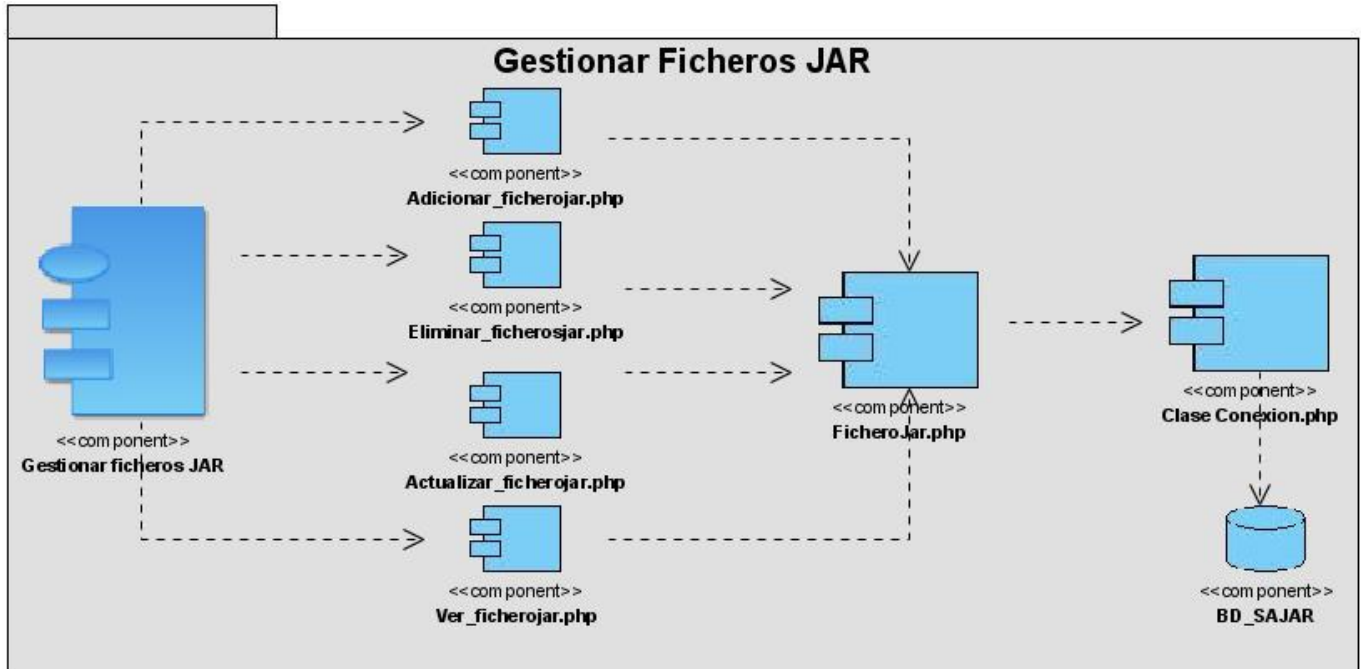 Gestionar Ficheros JAR
<<component>>
Adicionar_ficherojar.php
<<component>>
Eliminar_ficherosjar.php
<<component>>
Gestionar ficheros JAR
<<component>>
Actualizar_ficherojar.php
<<component>>
Ver_ficherojar.php
<<component>>
FicheroJar.php
<<component>>
Clase Conexion.php
<<component>>
BD_SAJAR